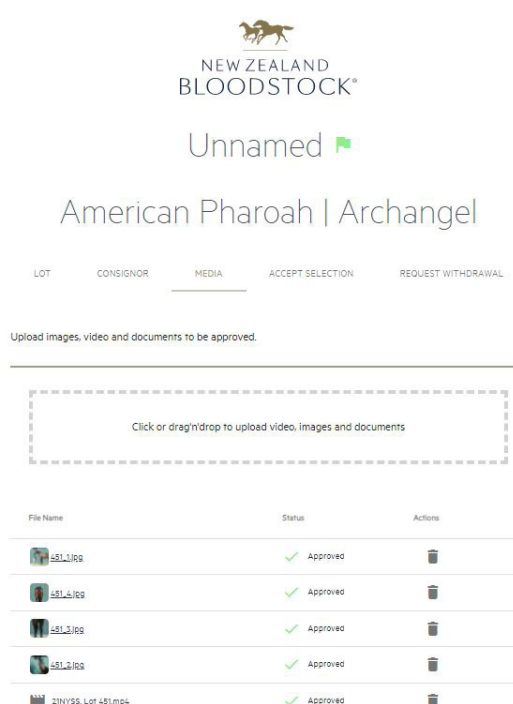 NEW ZEALAND
BLOODSTOCK®
Unnamed
American Pharoah | Archangel
LOT CONSIGNOR MEDIA ACCEPT SELECTION REQUEST WITHDRAWAL
Upload images, video and documents to be approved.
Click or drag'n'drop to upload video, images and documents
File Name Status Actions
451_1.jpg Approved
451_4.jpg Approved
451_3.jpg Approved
451_2.jpg Approved
21NYSS. Lot 451.mp4 Approved